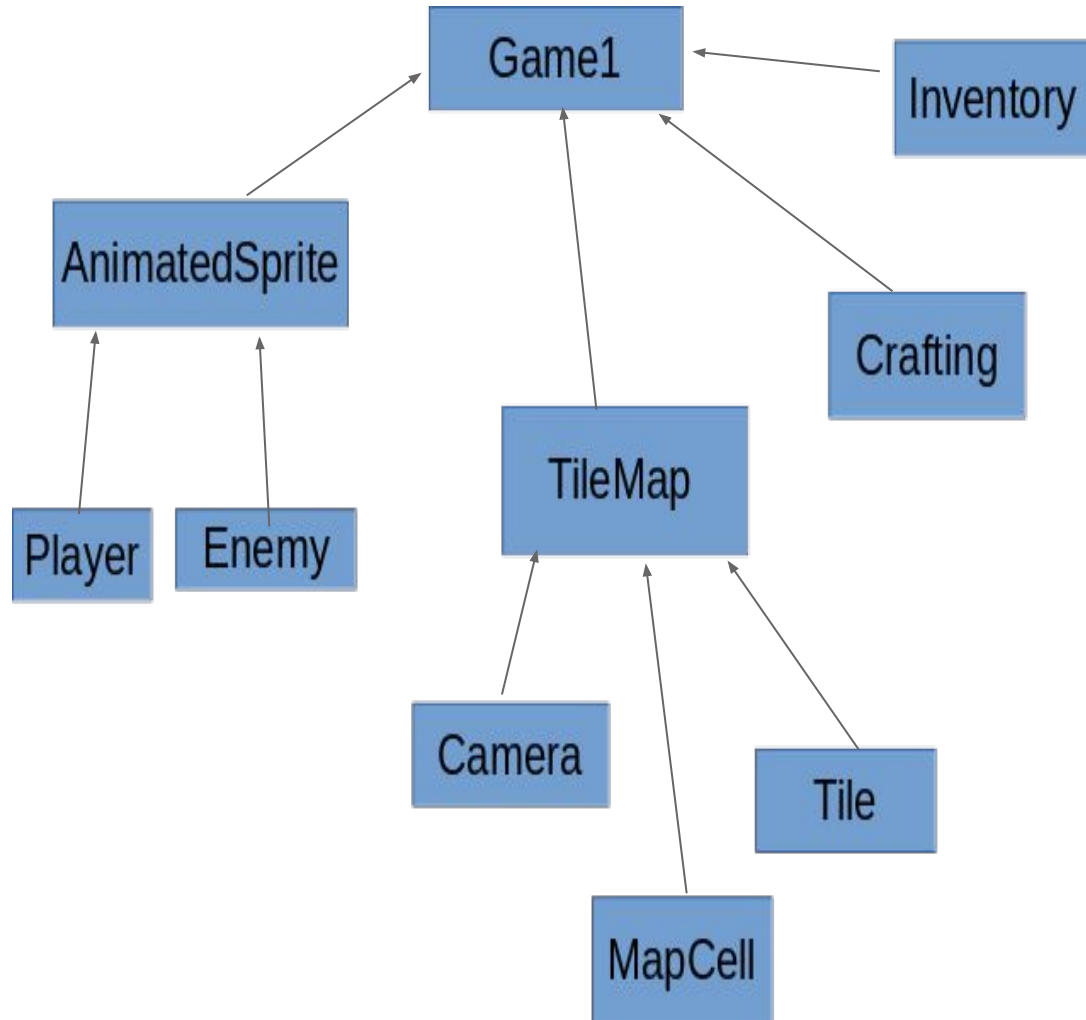 Game1
Inventory
AnimatedSprite
Crafting
TileMap
Player
Enemy
Camera
Tile
MapCell